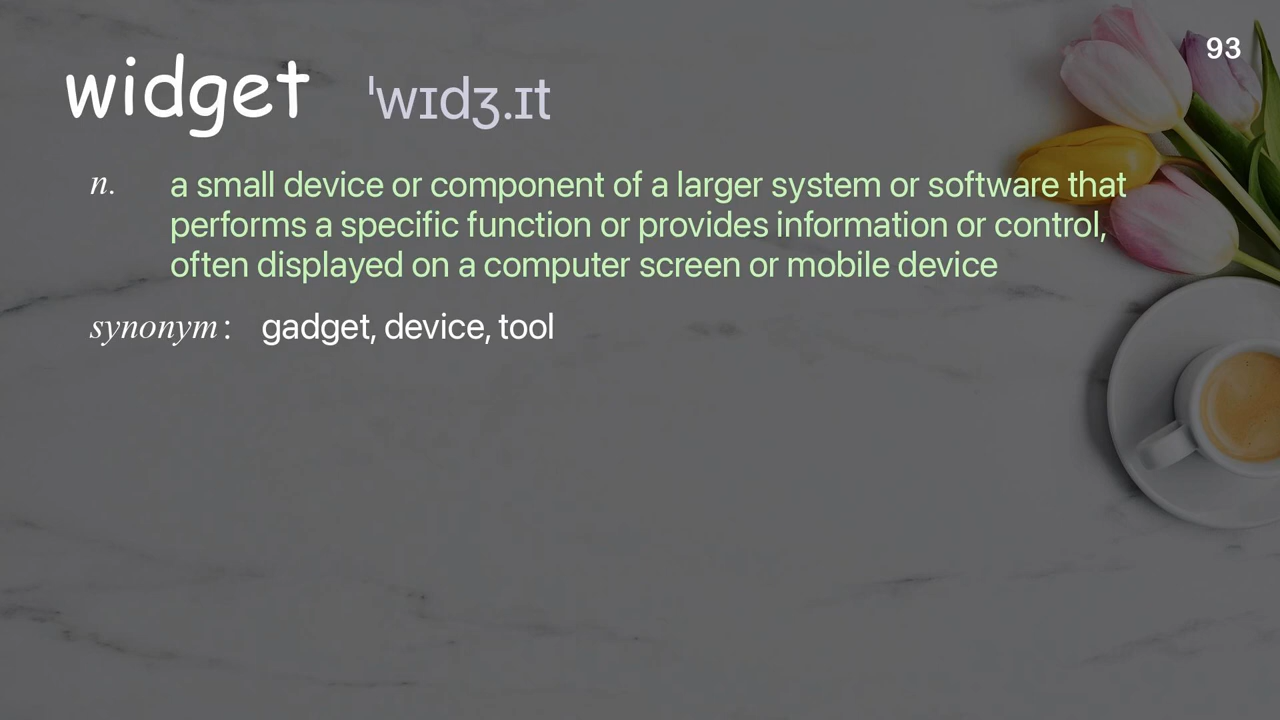 93
widget ˈwɪdʒ.ɪt
n. a small device or component of a larger system or software that
performs a specific function or provides information or control,
often displayed on a computer screen or mobile device
synonym: gadget, device, tool